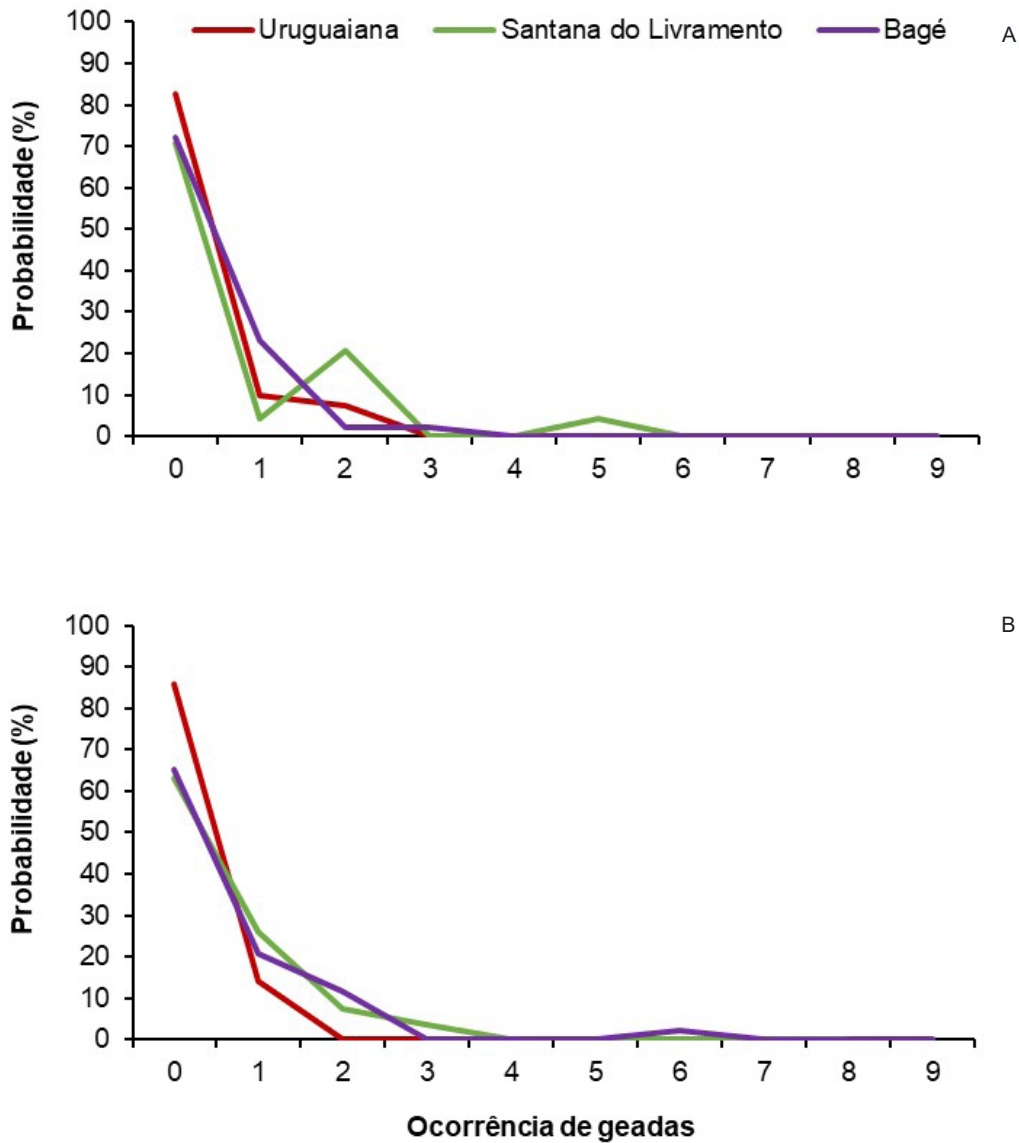 Uruguaiana Santana do Livramento Bagé
A
Probabilidade (%)
100
90
80
70
60
50
40
30
20
10
0
0 1 2 3 4 5 6 7 8 9
B
Probabilidade (%)
100
90
80
70
60
50
40
30
20
10
0
0 1 2 3 4 5 6 7 8 9
Ocorrência de geadas